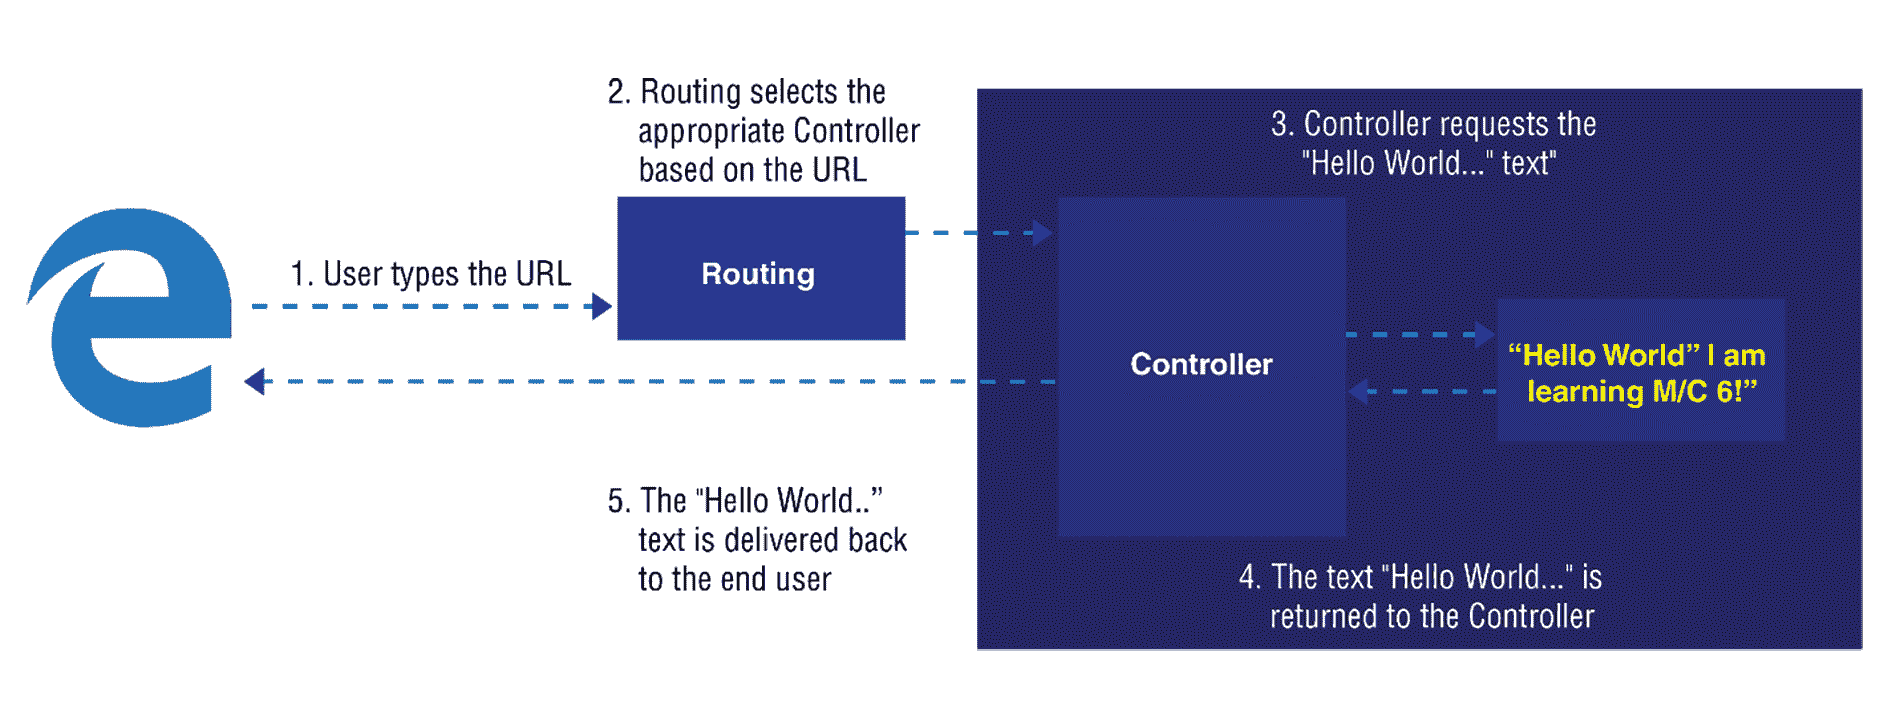 1. User types the URL
2. Routing selects the
appropriate Controller
based on the URL
Routing
3. Controller requests the
"Hello World..." text"
Controller
“Hello World” I am
learning M/C 6!”
4. The text "Hello World..." is
returned to the Controller
5. The "Hello World..”
text is delivered back
to the end user